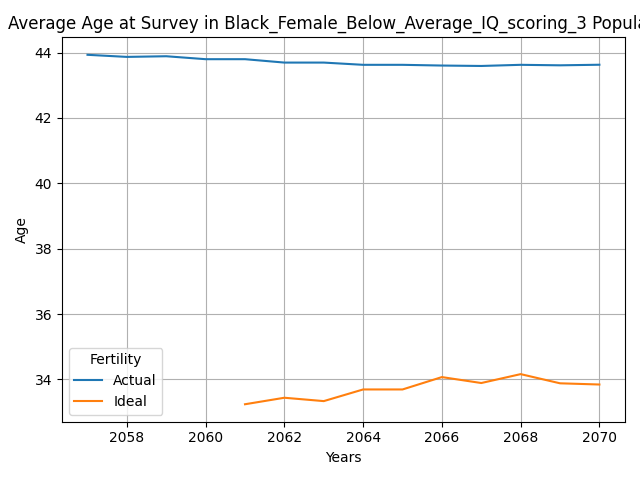 Average Age at Survey in Black_Female_Below_Average_IQ_scoring_3
44
42
40
38
36
34
Age
Fertility
Actual
Ideal
2058 2060 2062 2064 2066 2068 2070
Years